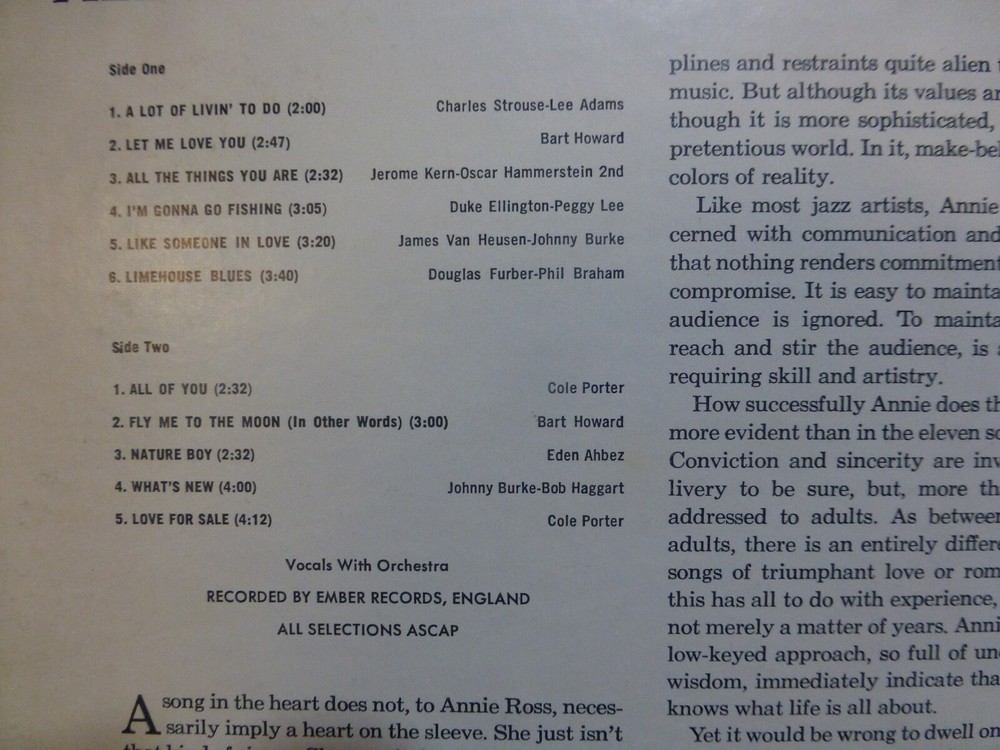 Side One
1. A LOT OF LIVIN' TO DO (2:00) Charles Strouse-Lee Adams
2. LET ME LOVE YOU (2:47) Bart Howard
3. ALL THE THINGS YOU ARE (2:32) Jerome Kern-Oscar Hammerstein 2nd
4. I'M GONNA GO FISHING (3:05) Duke Ellington-Peggy Lee
5. LIKE SOMEONE IN LOVE (3:20) James Van Heusen-Johnny Burke
6. LIMEHOUSE BLUES (3:40) Douglas Furber-Phil Braham
Side Two
1. ALL OF YOU (2:32) Cole Porter
2. FLY ME TO THE MOON (In Other Words) (3:00) Bart Howard
3. NATURE BOY (2:32) Eden Ahbez
4. WHAT'S NEW (4:00) Johnny Burke-Bob Haggart
5. LOVE FOR SALE (4:12) Cole Porter
Vocals With Orchestra
RECORDED BY EMBER RECORDS, ENGLAND
ALL SELECTIONS ASCAP
A song in the heart does not, to Annie Ross, neces-
sarily imply a heart on the sleeve. She just isn't
plines and restraints quite alien
music. But although its values
though it is more sophisticated,
pretentious world. In it,
colors of reality.
Like most jazz artists, Annie
cerned with communication and
that nothing renders commitment
compromise. It is easy to
audience is ignored. To
reach and stir the audience, is
requiring skill and artistry.
How successfully Annie does
more evident than in the eleven
Conviction and sincerity are
livery to be sure, but, more
addressed to adults. As between
adults, there is an entirely
songs of triumphant love or
this has all to do with experience,
not merely a matter of years.
low-keyed approach, so full of
wisdom, immediately indicate
knows what life is all about.
Yet it would be wrong to dwell